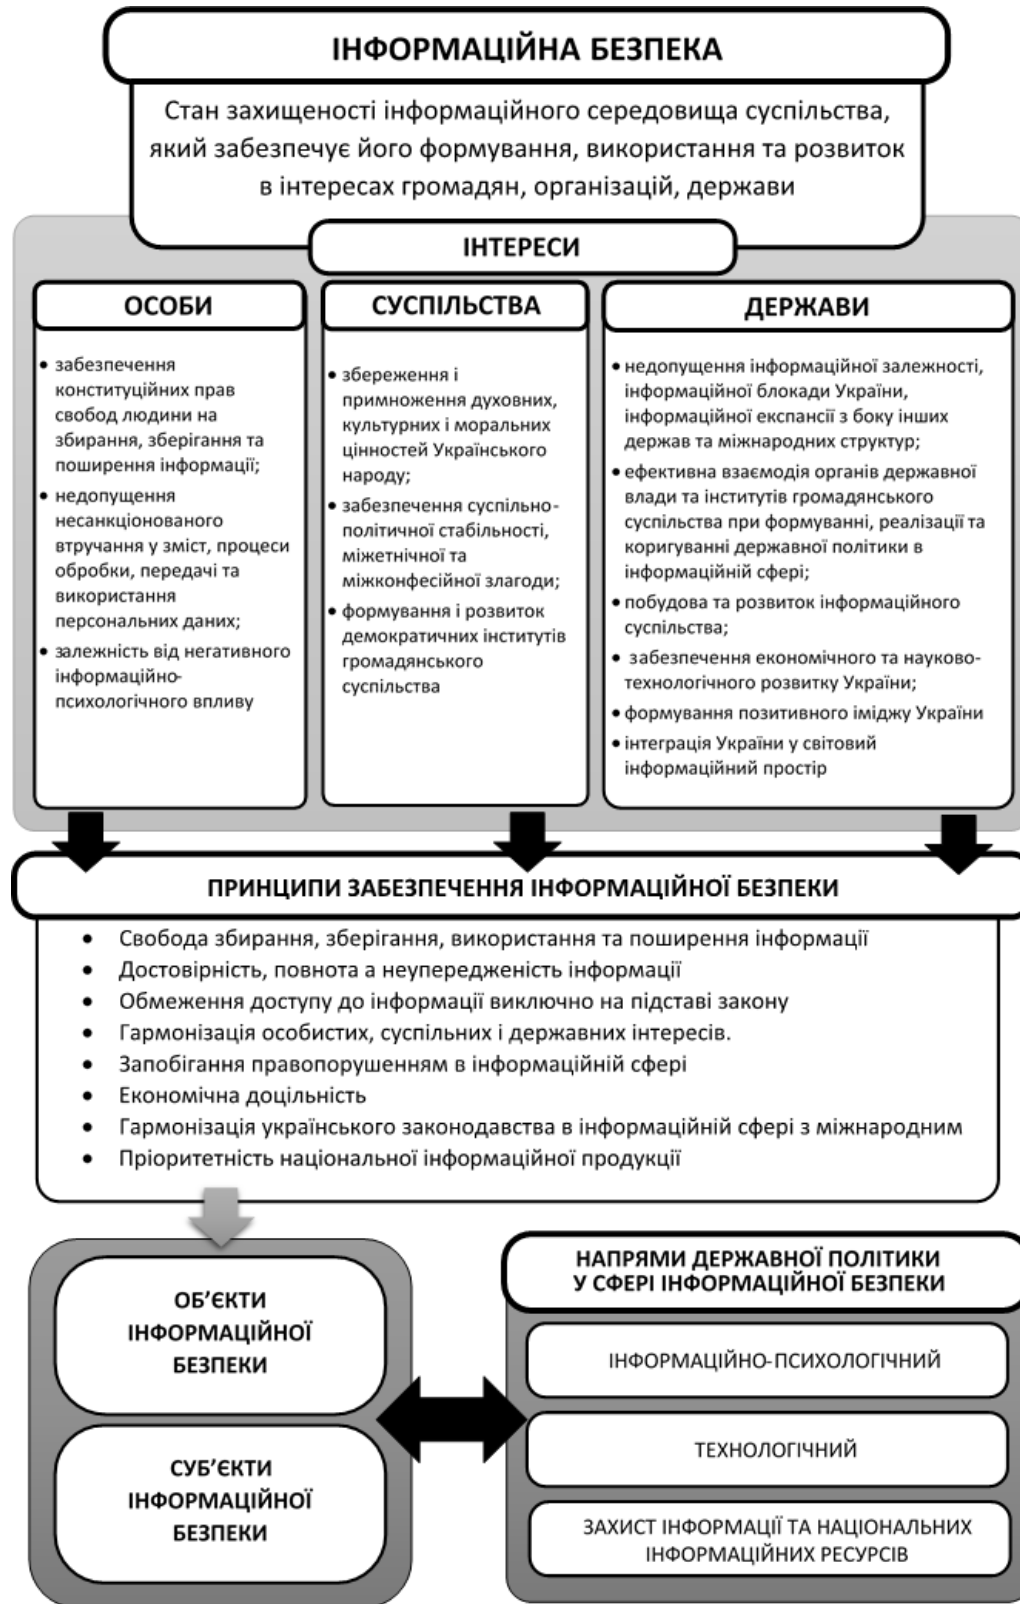 ІНФОРМАЦІЙНА БЕЗПЕКА
Стан захищеності інформаційного середовища суспільства,
який забезпечує його формування, використання та розвиток
в інтересах громадян, організацій, держави
ІНТЕРЕСИ
ОСОБИ
• забезпечення
конституційних прав
свобод людини на
збирання, зберігання та
поширення інформації;
• недопущення
несанкціонованого
втручання у зміст, процеси
обробки, передачі та
використання
персональних даних;
• залежність від негативного
інформаційно-
психологічного впливу
СУСПІЛЬСТВА
• збереження і
примноження духовних,
культурних і моральних
цінностей Українського
народу;
• забезпечення суспільно-
політичної стабільності,
міжетнічної та
міжконфесійної злагоди;
• формування і розвиток
демократичних інститутів
громадянського
суспільства
ДЕРЖАВИ
• недопущення інформаційної залежності,
інформаційної блокади України,
інформаційної експансії з боку інших
держав та міжнародних структур;
• ефективна взаємодія органів державної
влади та інститутів громадянського
суспільства при формуванні, реалізації та
коригуванні державної політики в
інформаційній сфері;
• побудова та розвиток інформаційного
суспільства;
• забезпечення економічного та науково-
технологічного розвитку України;
• формування позитивного іміджу України
• інтеграція України у світовий
інформаційний простір
ПРИНЦИПИ ЗАБЕЗПЕЧЕННЯ ІНФОРМАЦІЙНОЇ БЕЗПЕКИ
• Свобода збирання, зберігання, використання та поширення інформації
• Достовірність, повнота а неупередженість інформації
• Обмеження доступу до інформації виключно на підставі закону
• Гармонізація особистих, суспільних і державних інтересів.
• Запобігання правопорушенням в інформаційній сфері
• Економічна доцільність
• Гармонізація українського законодавства в інформаційній сфері з міжнародним
• Пріоритетність національної інформаційної продукції
ОБ’ЄКТИ
ІНФОРМАЦІЙНОЇ
БЕЗПЕКИ
СУБ’ЄКТИ
ІНФОРМАЦІЙНОЇ
БЕЗПЕКИ
НАПРЯМИ ДЕРЖАВНОЇ ПОЛІТИКИ
У СФЕРІ ІНФОРМАЦІЙНОЇ БЕЗПЕКИ
ІНФОРМАЦІЙНО-ПСИХОЛОГІЧНИЙ
ТЕХНОЛОГІЧНИЙ
ЗАХИСТ ІНФОРМАЦІЇ ТА НАЦІОНАЛЬНИХ
ІНФОРМАЦІЙНИХ РЕСУРСІВ